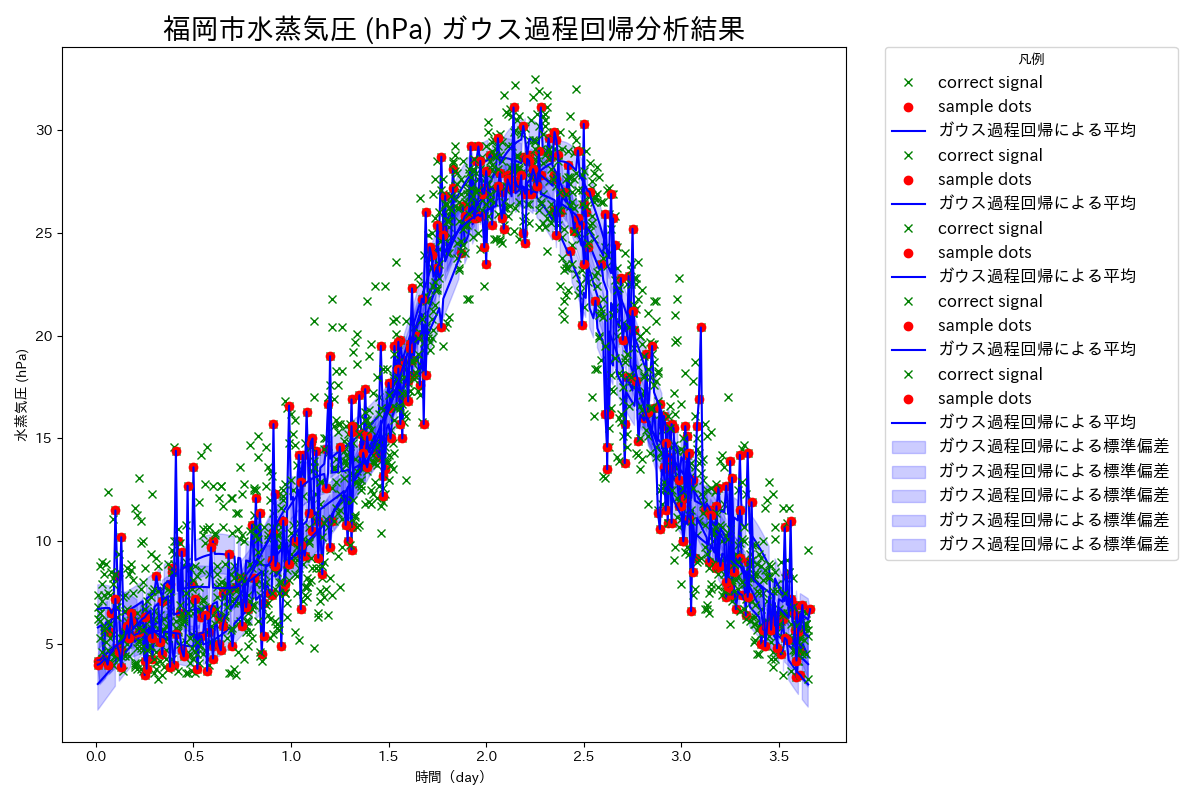 福岡市水蒸気圧 (hPa) ガウス過程回帰分析結果
水蒸気圧 (hPa)
30
25
20
15
10
5
0.0
0.5
1.0
1.5
2.0
2.5
3.0
3.5
時間（day）
凡例
correct signal
sample dots
ガウス過程回帰による平均
correct signal
sample dots
ガウス過程回帰による平均
correct signal
sample dots
ガウス過程回帰による平均
correct signal
sample dots
ガウス過程回帰による平均
correct signal
sample dots
ガウス過程回帰による平均
ガウス過程回帰による標準偏差
ガウス過程回帰による標準偏差
ガウス過程回帰による標準偏差
ガウス過程回帰による標準偏差
ガウス過程回帰による標準偏差